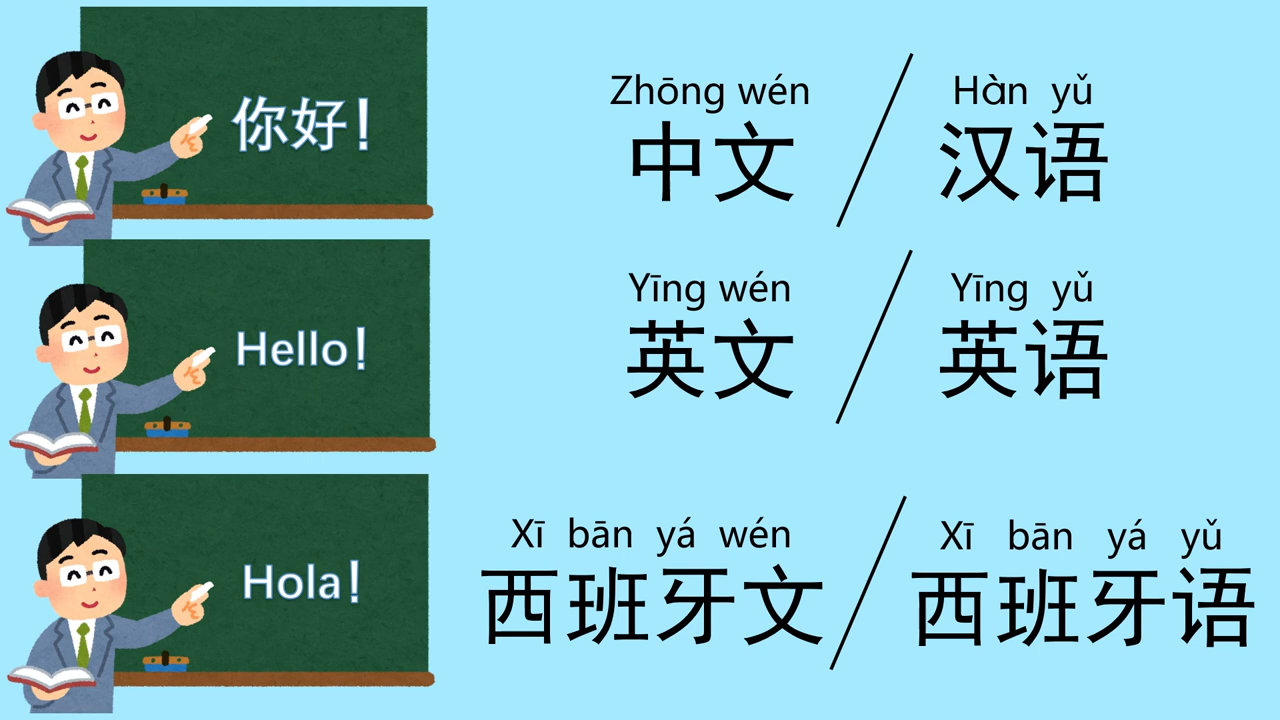 你好！
Zhōng wén / Hàn yǔ
中文 / 汉语
Hello！
Yīng wén / Yīng yǔ
英文 / 英语
Hola！
Xī bān yá wén / Xī bān yá yǔ
西班牙文 / 西班牙语